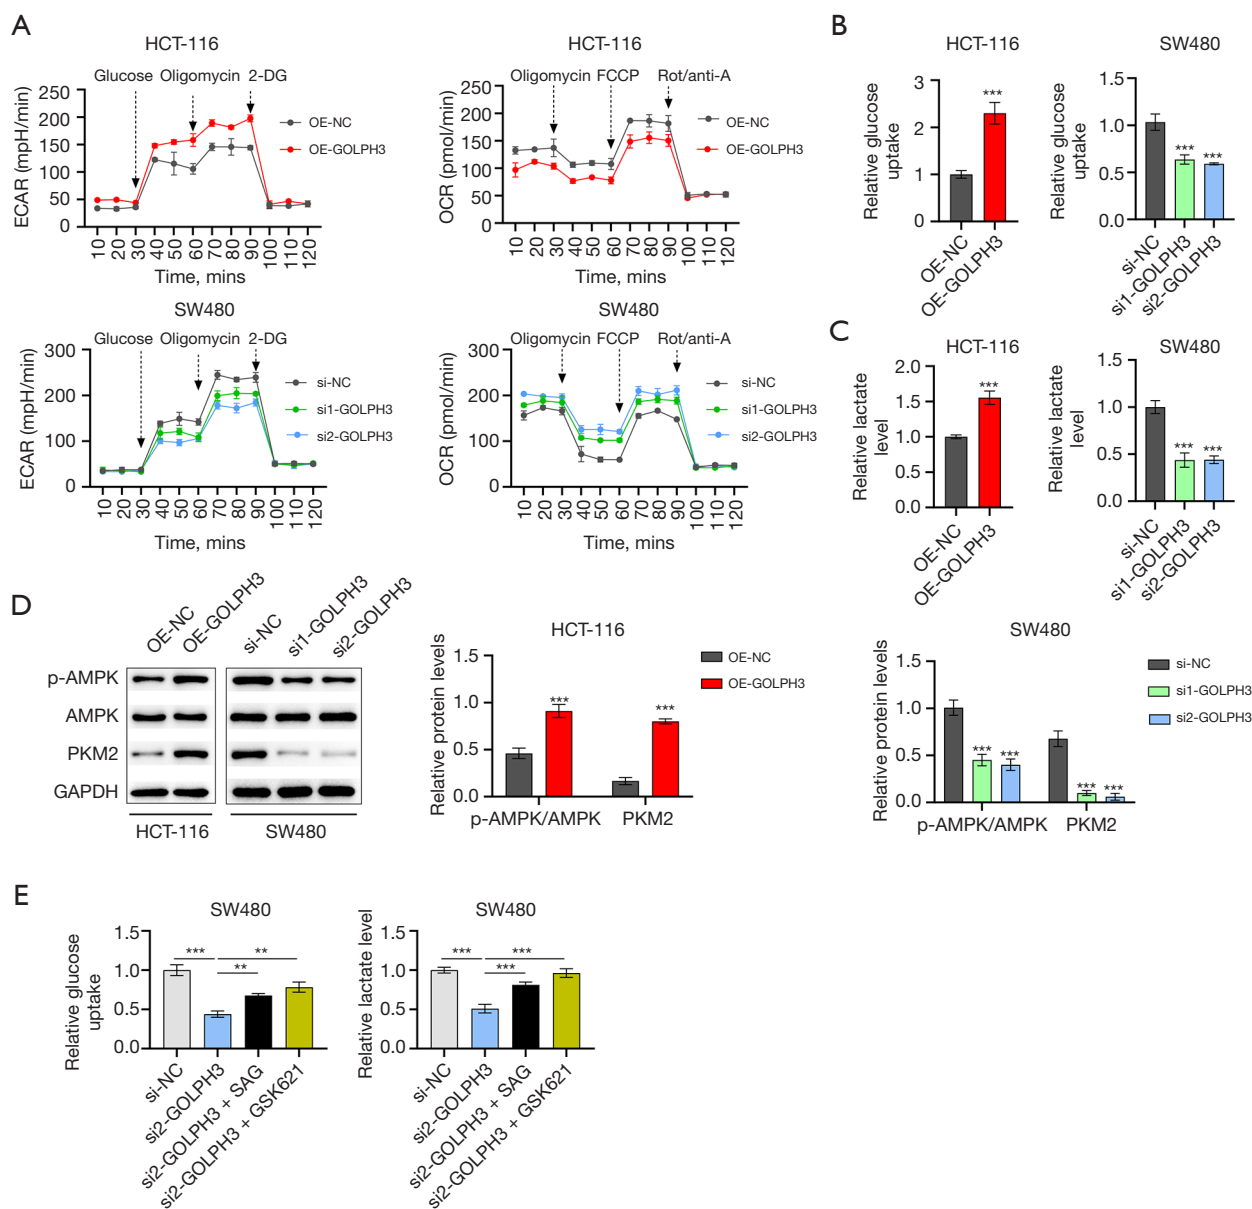 A
HCT-116
Glucose Oligomycin 2-DG
ECAR (mpH/min)
250
200
150
100
50
0
OE-NC
OE-GOLPH3
10 20 30 40 50 60 70 80 90 100 110 120
Time, mins
HCT-116
Oligomycin FCCP Rot/anti-A
OCR (pmol/min)
250
200
150
100
50
0
OE-NC
OE-GOLPH3
10 20 30 40 50 60 70 80 90 100 110 120
Time, mins
SW480
Glucose Oligomycin 2-DG
ECAR (mpH/min)
300
200
100
0
si-NC
si1-GOLPH3
si2-GOLPH3
10 20 30 40 50 60 70 80 90 100 110 120
Time, mins
SW480
Oligomycin FCCP Rot/anti-A
OCR (pmol/min)
300
200
100
0
si-NC
si1-GOLPH3
si2-GOLPH3
10 20 30 40 50 60 70 80 90 100 110 120
Time, mins
B
HCT-116
Relative glucose
uptake
3
2
1
0
***
OE-NC
OE-GOLPH3
SW480
Relative glucose
uptake
1.5
1.0
0.5
0.0
*** ***
si-NC
si1-GOLPH3
si2-GOLPH3
C
HCT-116
Relative lactate
level
2.0
1.5
1.0
0.5
0.0
***
OE-NC
OE-GOLPH3
SW480
Relative lactate
level
1.5
1.0
0.5
0.0
*** ***
si-NC
si1-GOLPH3
si2-GOLPH3
D
OE-NC
OE-GOLPH3
si-NC
si1-GOLPH3
si2-GOLPH3
p-AMPK
AMPK
PKM2
GAPDH
HCT-116 SW480
HCT-116
Relative protein levels
1.5
1.0
0.5
0.0
*** ***
OE-NC
OE-GOLPH3
p-AMPK/AMPK PKM2
SW480
Relative protein levels
1.5
1.0
0.5
0.0
*** *** *** ***
si-NC
si1-GOLPH3
si2-GOLPH3
p-AMPK/AMPK PKM2
E
SW480
Relative glucose
uptake
1.5
1.0
0.5
0.0
*** **
**
si-NC
si2-GOLPH3
si2-GOLPH3 + SAG
si2-GOLPH3 + GSK621
SW480
Relative lactate level
1.5
1.0
0.5
0.0
*** ***
***
si-NC
si2-GOLPH3
si2-GOLPH3 + SAG
si2-GOLPH3 + GSK621